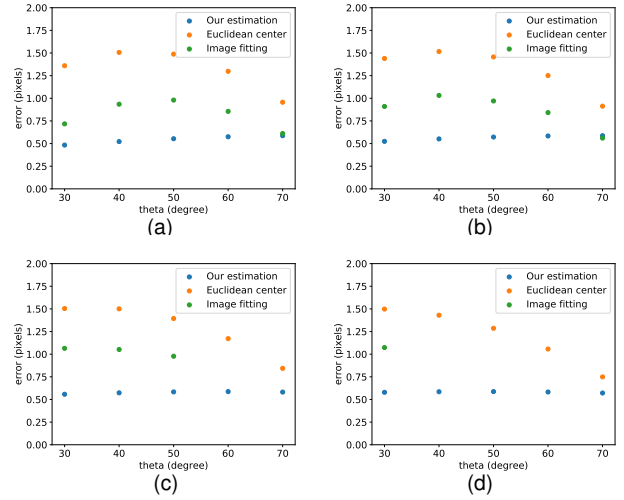 2.00
1.75
1.50
1.25
1.00
0.75
0.50
0.25
0.00
error (pixels)
Our estimation
Euclidean center
Image fitting
30 40 50 60 70
theta (degree)
(a)
2.00
1.75
1.50
1.25
1.00
0.75
0.50
0.25
0.00
error (pixels)
Our estimation
Euclidean center
Image fitting
30 40 50 60 70
theta (degree)
(b)
2.00
1.75
1.50
1.25
1.00
0.75
0.50
0.25
0.00
error (pixels)
Our estimation
Euclidean center
Image fitting
30 40 50 60 70
theta (degree)
(c)
2.00
1.75
1.50
1.25
1.00
0.75
0.50
0.25
0.00
error (pixels)
Our estimation
Euclidean center
Image fitting
30 40 50 60 70
theta (degree)
(d)